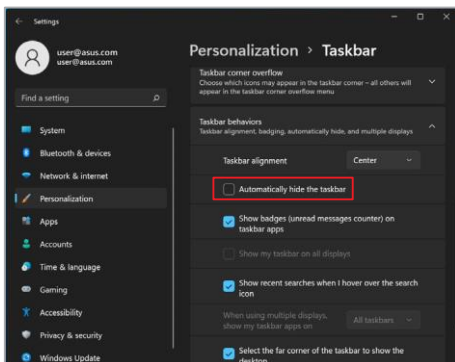 Settings
user@asus.com
user@asus.com
Find a setting
System
Bluetooth & devices
Network & internet
Personalization
Apps
Accounts
Time & language
Gaming
Accessibility
Privacy & security
Windows Update
Personalization > Taskbar
Taskbar corner overflow
Choose which icons may appear in the taskbar corner – all others will
appear in the taskbar corner overflow menu
Taskbar behaviors
Taskbar alignment, badging, automatically hide, and multiple displays
Taskbar alignment
Center
Automatically hide the taskbar
Show badges (unread messages counter) on
taskbar apps
Show my taskbar on all displays
Show recent searches when I hover over the search
icon
When using multiple displays,
show my taskbar apps on
All taskbars
Select the far corner of the taskbar to show the
desktop